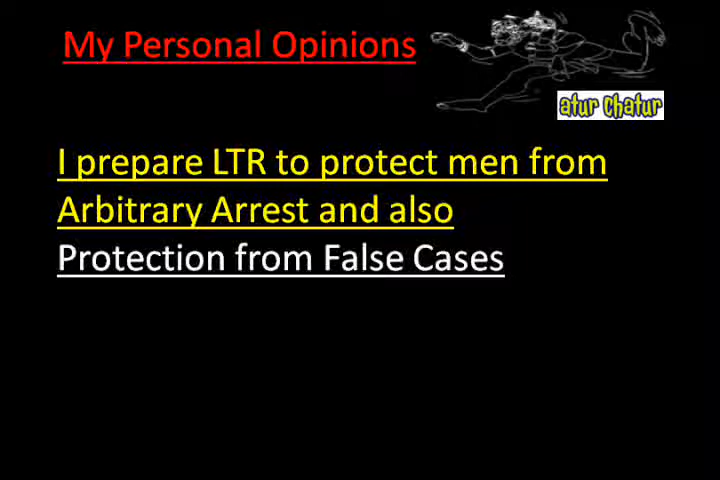 My Personal Opinions
atur chatur
I prepare LTR to protect men from
Arbitrary Arrest and also
Protection from False Cases